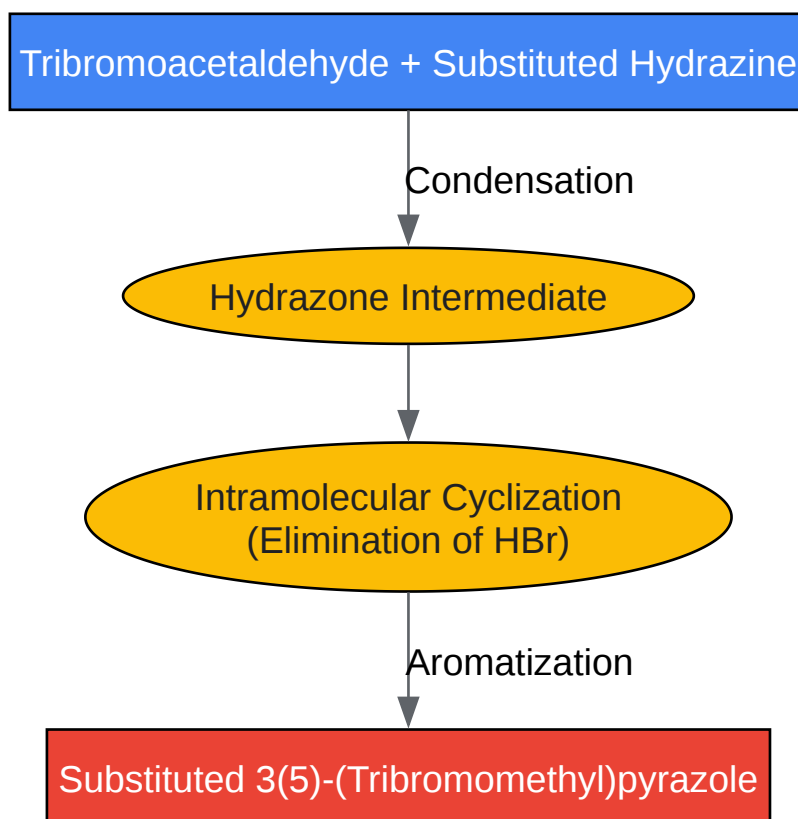 Tribromoacetaldehyde + Substituted Hydrazine
Condensation
Hydrazone Intermediate
Intramolecular Cyclization
(Elimination of HBr)
Aromatization
Substituted 3(5)-(Tribromomethyl)pyrazole